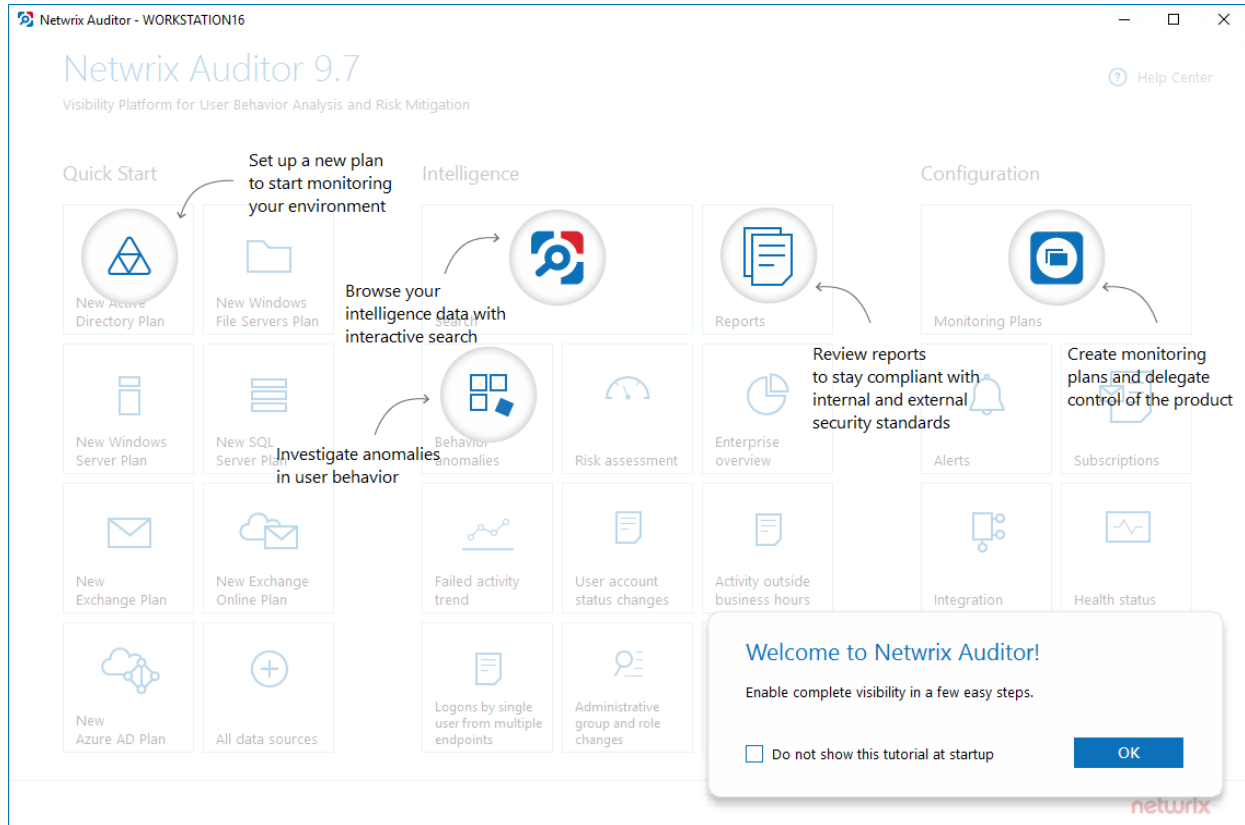 Netwrix Auditor - WORKSTATION16
Netwrix Auditor 9.7
Help Center
Visibility Platform for User Behavior Analysis and Risk Mitigation
Quick Start
Set up a new plan
to start monitoring
your environment
Intelligence
Configuration
New Active
Directory Plan
New Windows
File Servers Plan
Browse your
intelligence data with
interactive search
Search
Reports
Monitoring Plans
Review reports
to stay compliant with
internal and external
security standards
Create monitoring
plans and delegate
control of the product
New Windows
Server Plan
New SQL
Server Plan
Investigate anomalies
in user behavior
Behavior
anomalies
Risk assessment
Enterprise
overview
Alerts
Subscriptions
New
Exchange Plan
New Exchange
Online Plan
Failed activity
trend
User account
status changes
Activity outside
business hours
Integration
Health status
New
Azure AD Plan
All data sources
Logons by single
user from multiple
endpoints
Administrative
group and role
changes
Welcome to Netwrix Auditor!
Enable complete visibility in a few easy steps.
Do not show this tutorial at startup
OK
netwrix